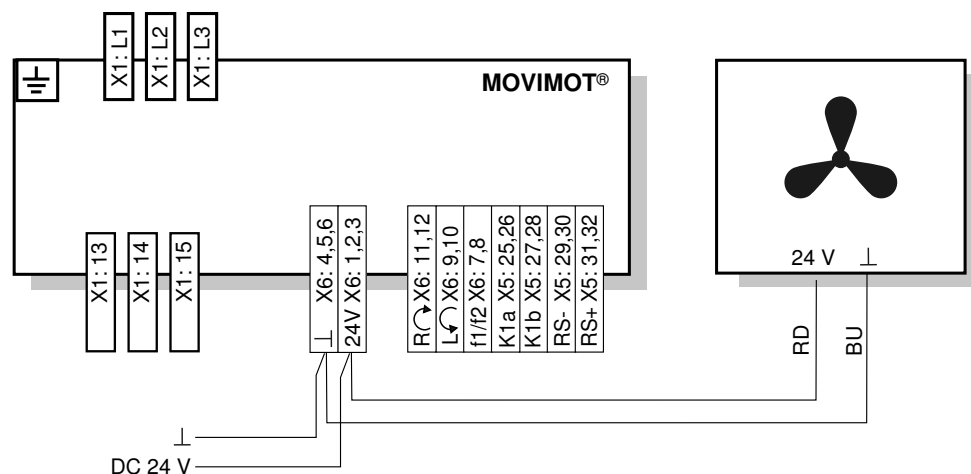 X1: L1
X1: L2
X1: L3
MOVIMOT®
X1: 13
X1: 14
X1: 15
⊥ X6: 4,5,6
24V X6: 1,2,3
R X6: 11,12
L X6: 9,10
f1/f2 X6: 7,8
K1a X5: 25,26
K1b X5: 27,28
RS- X5: 29,30
RS+ X5: 31,32
24 V ⊥
RD
BU
⊥
DC 24 V